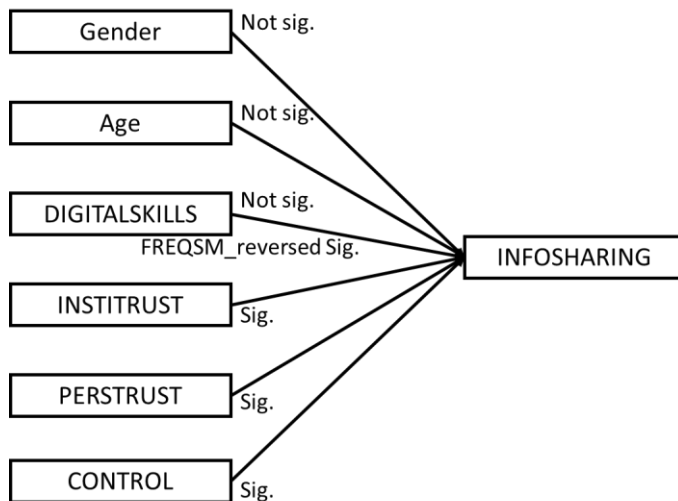 Gender
Not sig.
Age
Not sig.
DIGITALSKILLS
Not sig.
FREQSM_reversed Sig.
INFOSHARING
INSTITRUST
Sig.
PERSTRUST
Sig.
CONTROL
Sig.